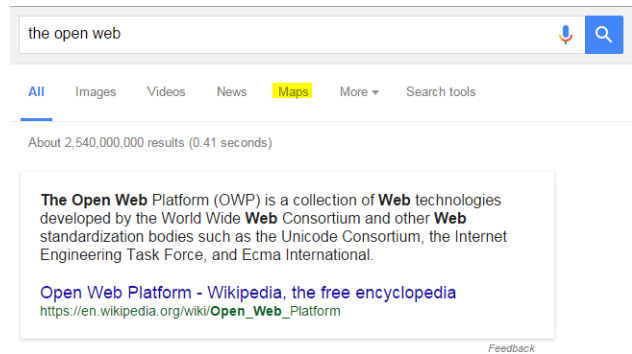 the open web
All Images Videos News Maps More Search tools
About 2,540,000,000 results (0.41 seconds)
The Open Web Platform (OWP) is a collection of Web technologies
developed by the World Wide Web Consortium and other Web
standardization bodies such as the Unicode Consortium, the Internet
Engineering Task Force, and Ecma International.
Open Web Platform - Wikipedia, the free encyclopedia
https://en.wikipedia.org/wiki/Open_Web_Platform
Feedback